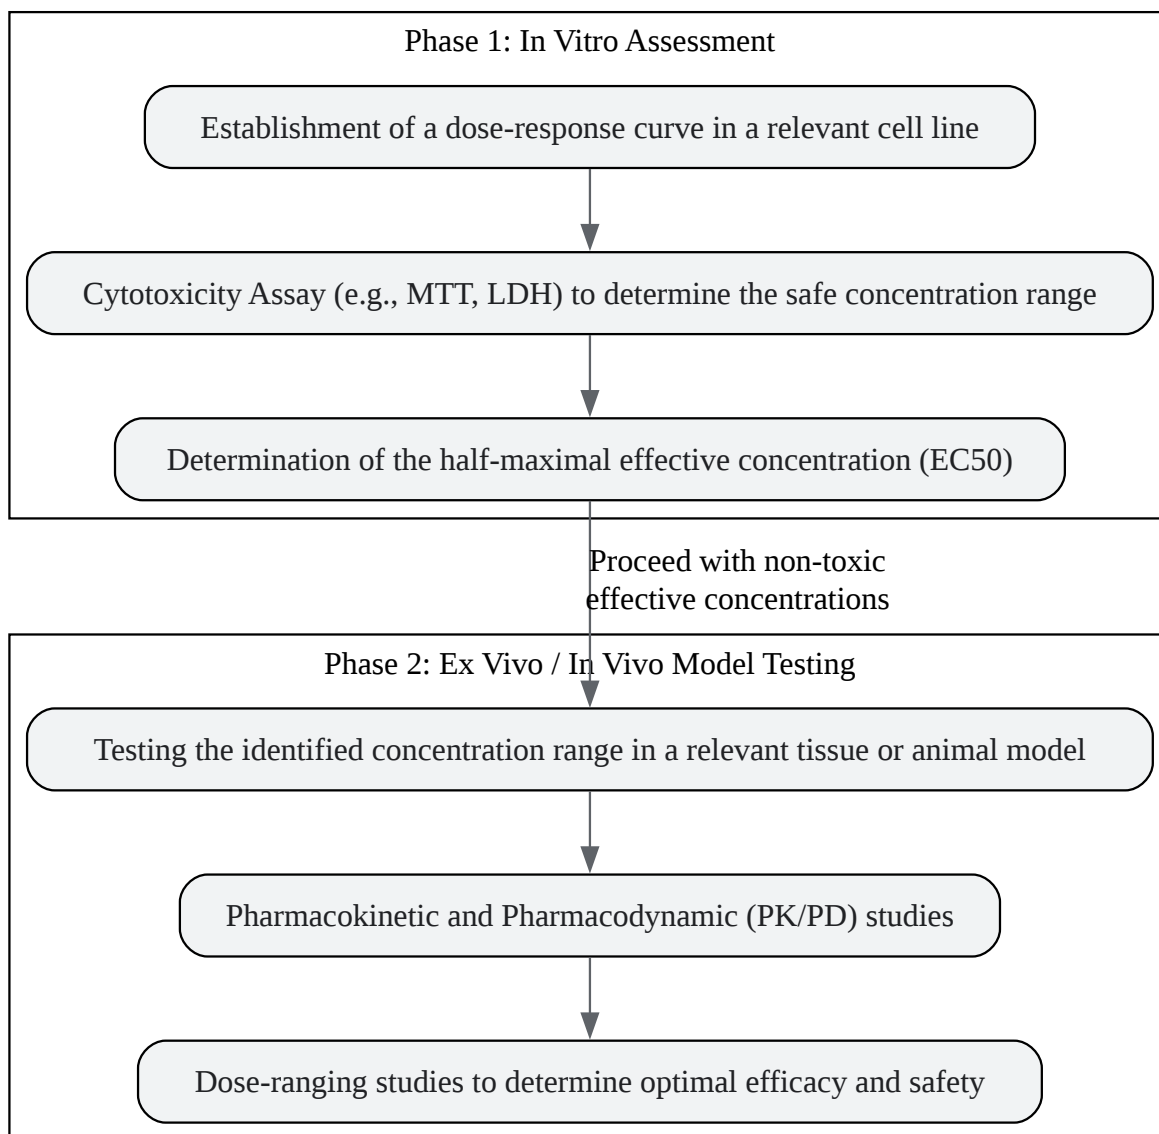 Phase 1: In Vitro Assessment
Establishment of a dose-response curve in a relevant cell line
Cytotoxicity Assay (e.g., MTT, LDH) to determine the safe concentration range
Determination of the half-maximal effective concentration (EC50)
Proceed with non-toxic
effective concentrations
Phase 2: Ex Vivo / In Vivo Model Testing
Testing the identified concentration range in a relevant tissue or animal model
Pharmacokinetic and Pharmacodynamic (PK/PD) studies
Dose-ranging studies to determine optimal efficacy and safety